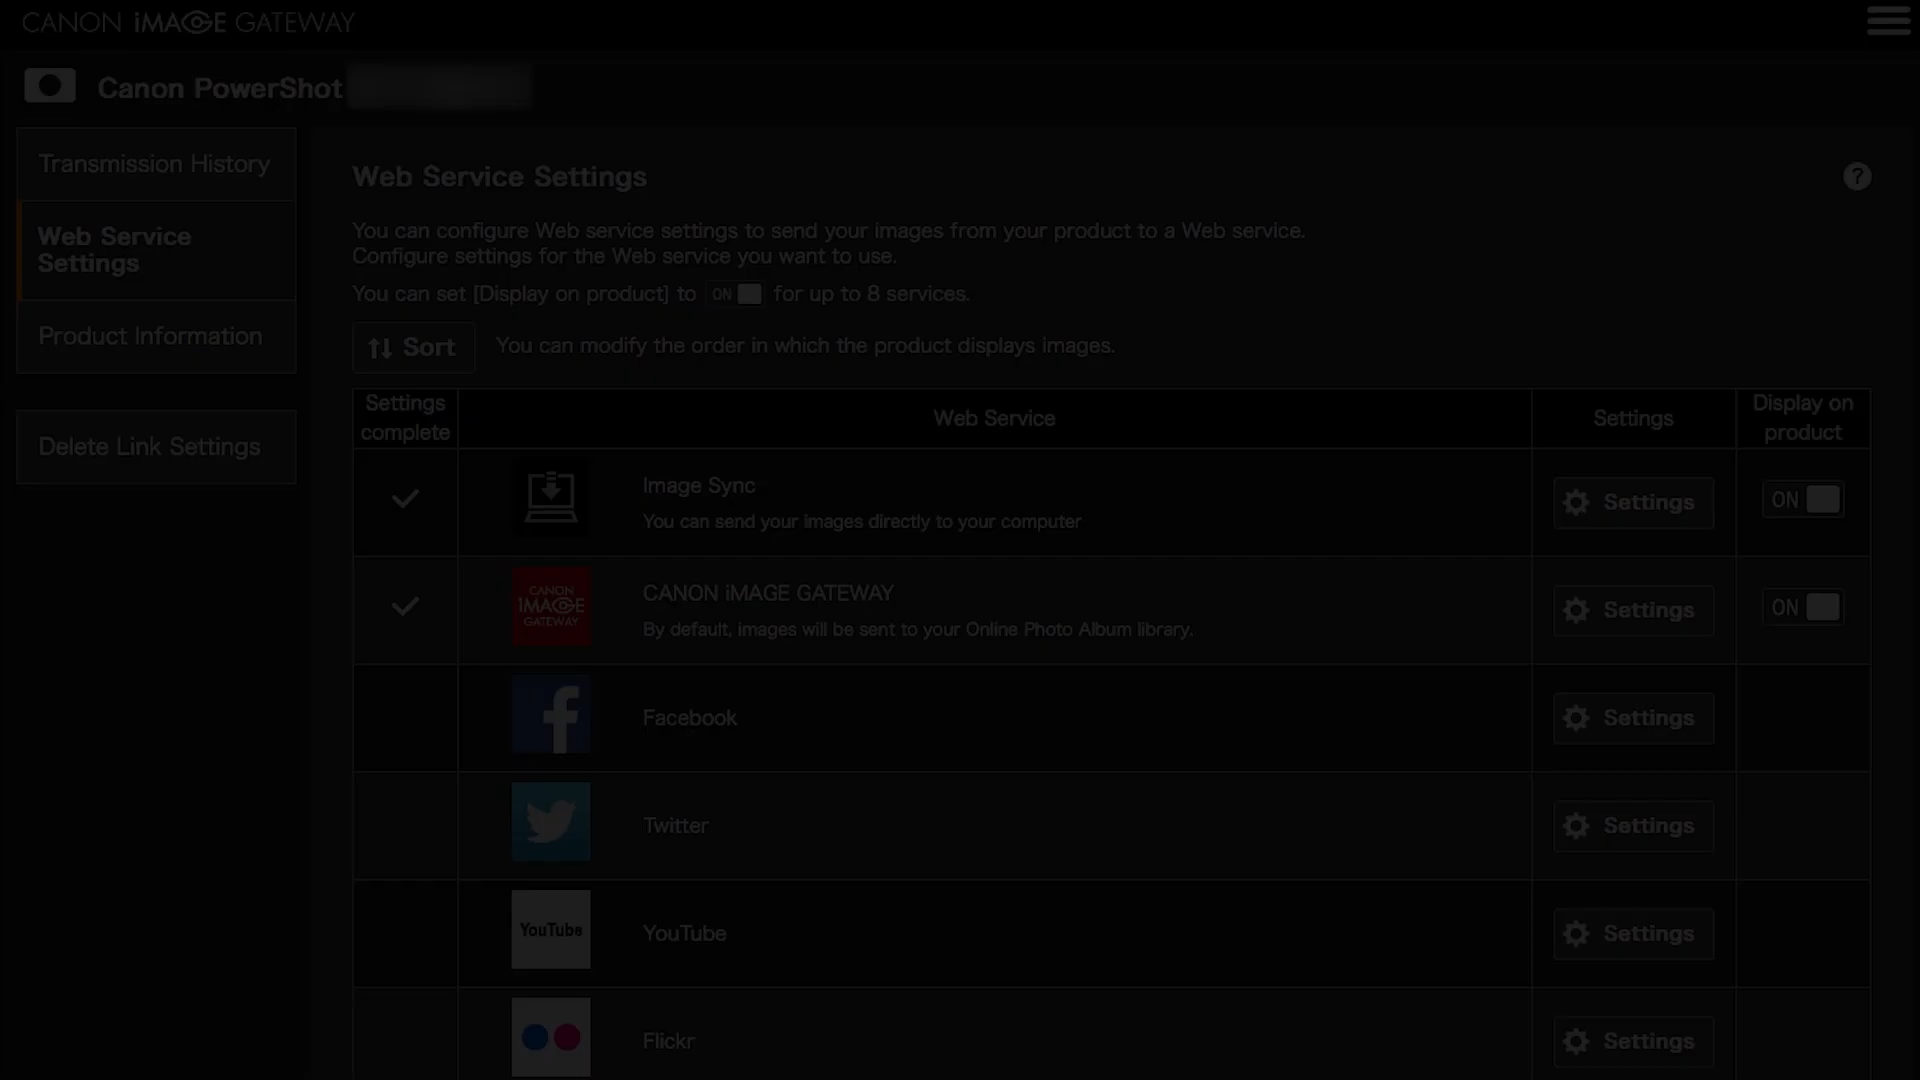 CANON iMAGE GATEWAY
Canon PowerShot
Transmission History
Web Service
Settings
Product Information
Delete Link Settings
Web Service Settings
?
You can configure Web service settings to send your images from your product to a Web service.
Configure settings for the Web service you want to use.
You can set [Display on product] to ON for up to 8 services.
Sort You can modify the order in which the product displays images.
Settings
complete
Web Service
Settings
Display on
product
Image Sync
You can send your images directly to your computer
Settings
ON
CANON
iMAGE
GATEWAY
CANON iMAGE GATEWAY
By default, images will be sent to your Online Photo Album library.
Settings
ON
f
Facebook
Settings
Twitter
Settings
YouTube
YouTube
Settings
Flickr
Settings